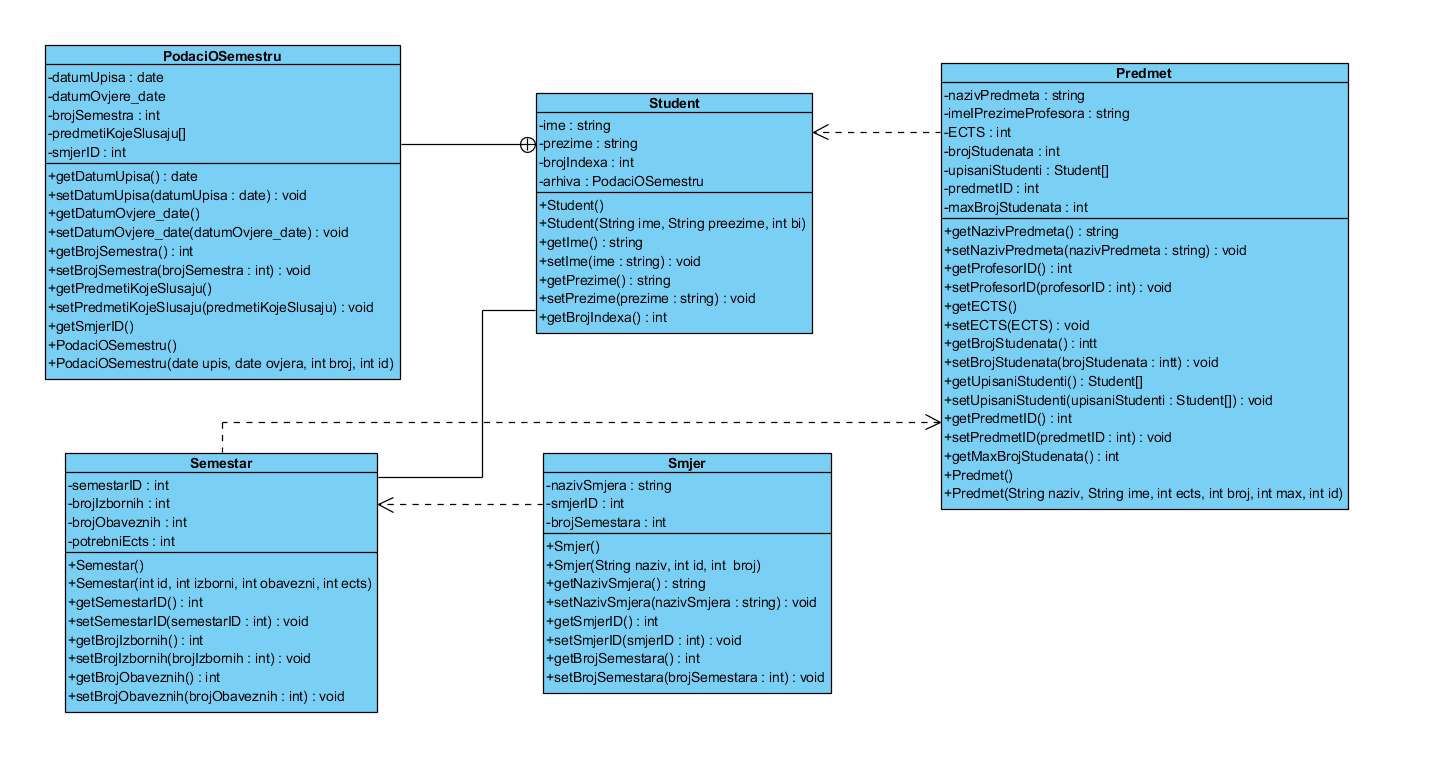 PodaciOSemestru
-datumUpisa : date
-datumOvjere_date
-brojSemestra : int
-predmetiKojeSlusaju[]
-smjerID : int
+getDatumUpisa() : date
+setDatumUpisa(datumUpisa : date) : void
+getDatumOvjere_date()
+setDatumOvjere_date(datumOvjere_date) : void
+getBrojSemestra() : int
+setBrojSemestra(brojSemestra : int) : void
+getPredmetiKojeSlusaju()
+setPredmetiKojeSlusaju(predmetiKojeSlusaju) : void
+getSmjerID()
+PodaciOSemestru()
+PodaciOSemestru(date upis, date ovjera, int broj, int id)
Student
-ime : string
-prezime : string
-brojIndexa : int
-arhiva : PodaciOSemestru
+Student()
+Student(String ime, String preezime, int bi)
+getIme() : string
+setIme(ime : string) : void
+getPrezime() : string
+setPrezime(prezime : string) : void
+getBrojIndexa() : int
Predmet
-nazivPredmeta : string
-imeIPrezimeProfesora : string
-ECTS : int
-brojStudenata : int
-upisaniStudenti : Student[]
-predmetID : int
-maxBrojStudenata : int
+getNazivPredmeta() : string
+setNazivPredmeta(nazivPredmeta : string) : void
+getProfesorID() : int
+setProfesorID(profesorID : int) : void
+getECTS()
+setECTS(ECTS) : void
+getBrojStudenata() : intt
+setBrojStudenata(brojStudenata : intt) : void
+getUpisaniStudenti() : Student[]
+setUpisaniStudenti(upisaniStudenti : Student[]) : void
+getPredmetID() : int
+setPredmetID(predmetID : int) : void
+getMaxBrojStudenata() : int
+Predmet()
+Predmet(String naziv, String ime, int ects, int broj, int max, int id)
Semestar
-semestarID : int
-brojIzbornih : int
-brojObaveznih : int
-potrebniEcts : int
+Semestar()
+Semestar(int id, int izborni, int obavezni, int ects)
+getSemestarID() : int
+setSemestarID(semestarID : int) : void
+getBrojIzbornih() : int
+setBrojIzbornih(brojIzbornih : int) : void
+getBrojObaveznih() : int
+setBrojObaveznih(brojObaveznih : int) : void
Smjer
-nazivSmjera : string
-smjerID : int
-brojSemestara : int
+Smjer()
+Smjer(String naziv, int id, int  broj)
+getNazivSmjera() : string
+setNazivSmjera(nazivSmjera : string) : void
+getSmjerID() : int
+setSmjerID(smjerID : int) : void
+getBrojSemestara() : int
+setBrojSemestara(brojSemestara : int) : void